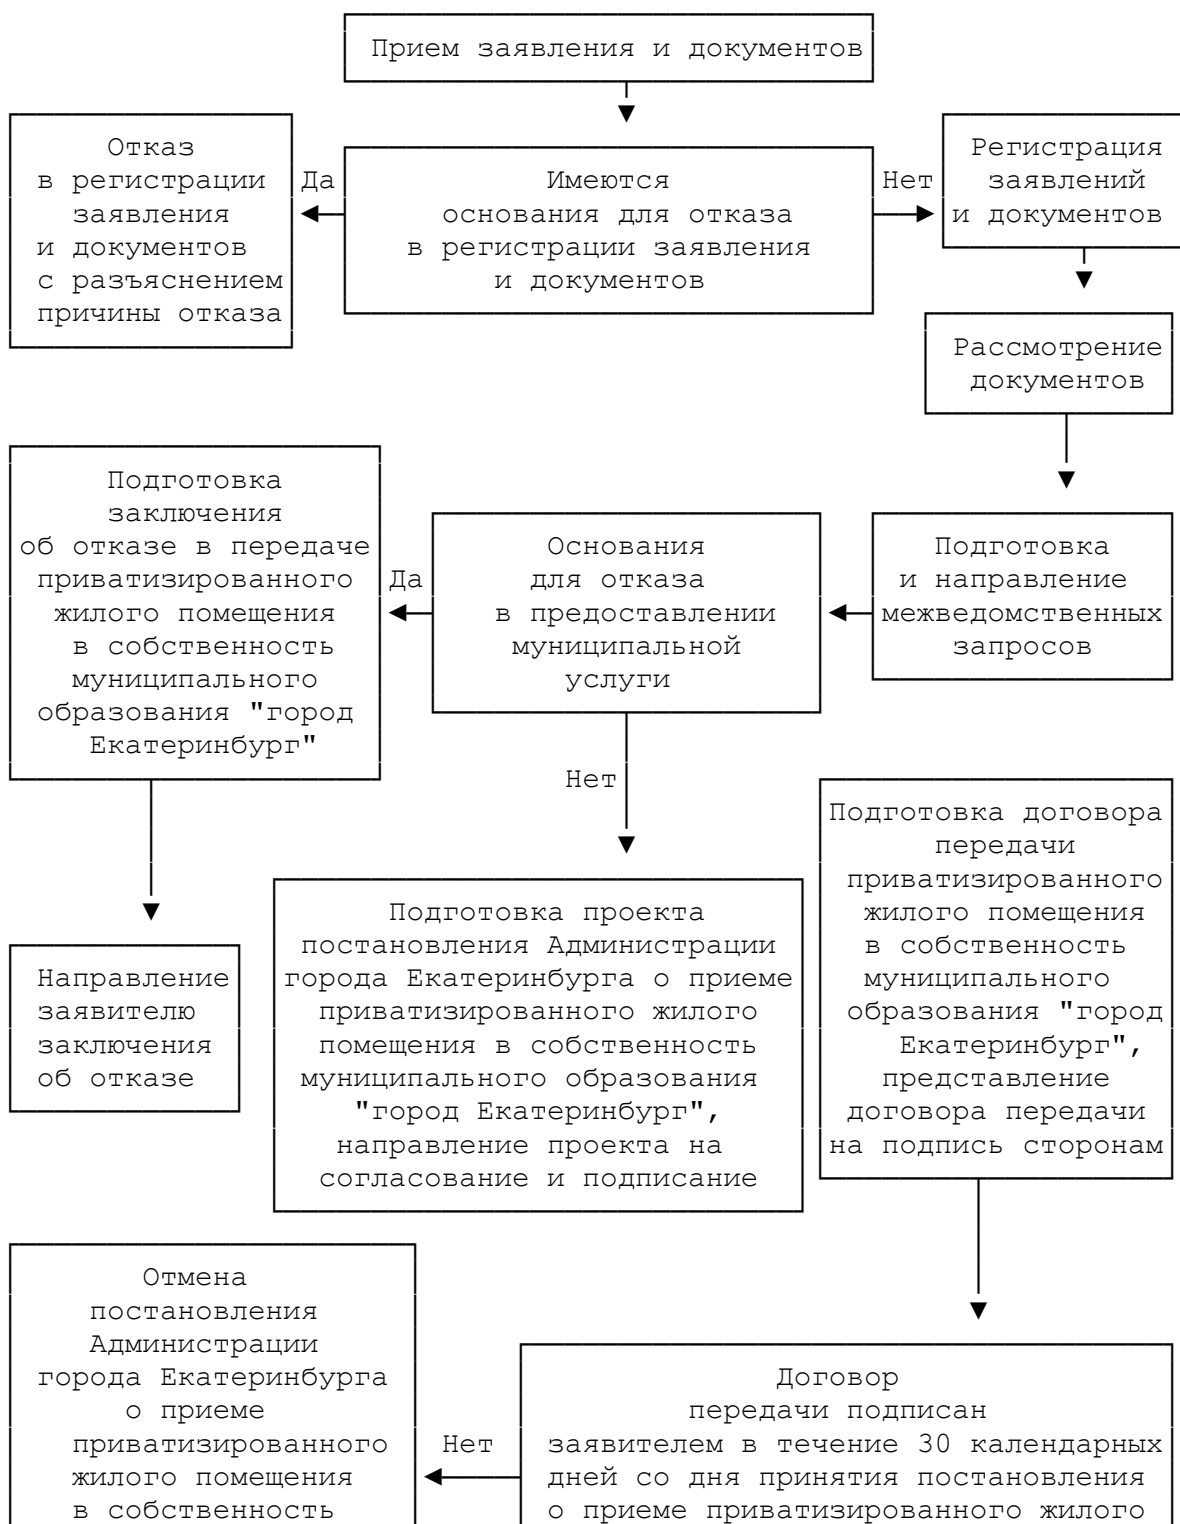 Прием заявления и документов
Отказ
в регистрации
заявления
и документов
с разъяснением
причины отказа
Да
Имеются
основания для отказа
в регистрации заявления
и документов
Нет
Регистрация
заявлений
и документов
Рассмотрение
документов
Подготовка
заключения
об отказе в передаче
приватизированного
жилого помещения
в собственность
муниципального
образования "город
Екатеринбург"
Да
Основания
для отказа
в предоставлении
муниципальной
услуги
Подготовка
и направление
межведомственных
запросов
Нет
Направление
заявителю
заключения
об отказе
Подготовка проекта
постановления Администрации
города Екатеринбурга о приеме
приватизированного жилого
помещения в собственность
муниципального образования
"город Екатеринбург",
направление проекта на
согласование и подписание
Подготовка договора
передачи
приватизированного
жилого помещения
в собственность
муниципального
образования "город
Екатеринбург",
представление
договора передачи
на подпись сторонам
Отмена
постановления
Администрации
города Екатеринбурга
о приеме
приватизированного
жилого помещения
в собственность
Нет
Договор
передачи подписан
заявителем в течение 30 календарных
дней со дня принятия постановления
о приеме приватизированного жилого